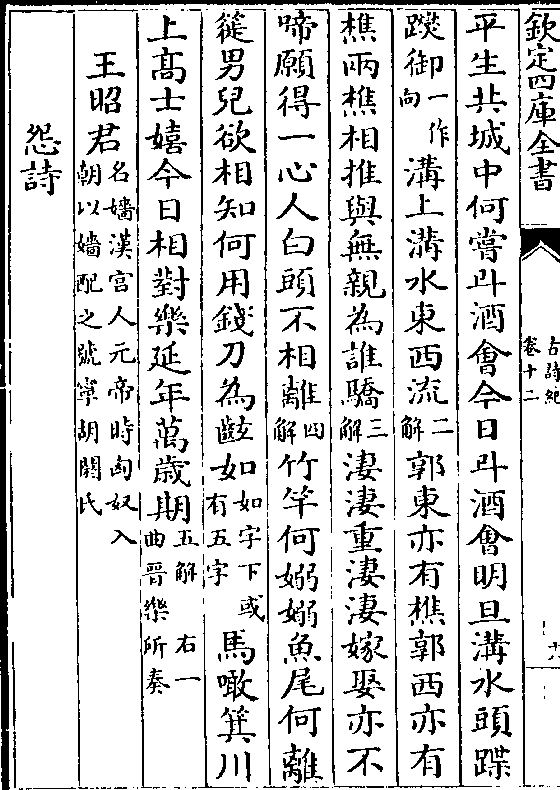 欽定四庫全書
古詩紀
卷十二
平生共城中何嘗斗酒會今日斗酒會明旦溝水頭蹀
蹀御一作向溝上溝水東西流二解郭東亦有樵郭西亦有
樵兩樵相推與無親為誰驕三解淒淒重淒淒嫁娶亦不
啼願得一心人白頭不相離四解竹竿何嫋嫋魚尾何離
簁男兒欲相知何用錢刀為齩如如字下或有五字馬噉箕川
上髙士嬉今日相對樂延年萬歲期五解 右一曲晉樂所奏
王昭君名嬙漢宫人元帝時匈奴入朝以嬙配之號寧胡閼氏
怨詩